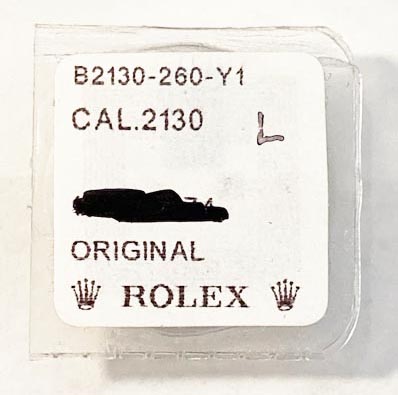 B2130-260-Y1
CAL.2130 L
ORIGINAL
ROLEX